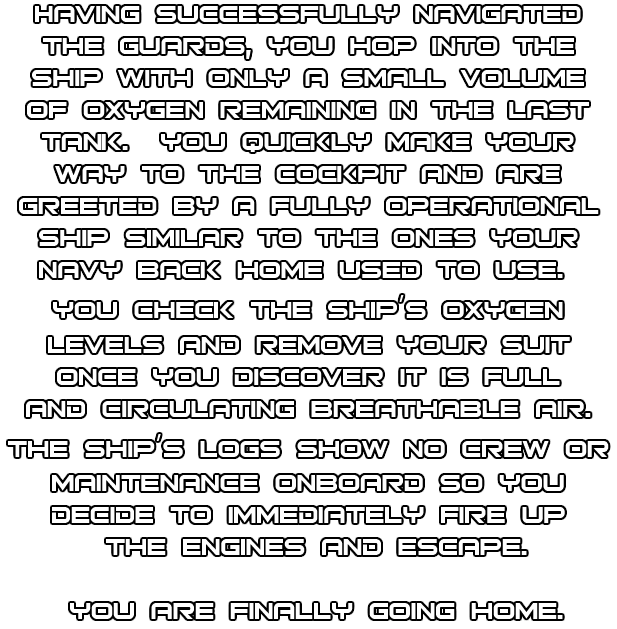 HAVING SUCCESSFULLY NAVIGATED
THE GUARDS, YOU HOP INTO THE
SHIP WITH ONLY A SMALL VOLUME
OF OXYGEN REMAINING IN THE LAST
TANK. YOU QUICKLY MAKE YOUR
WAY TO THE COCKPIT AND ARE
GREETED BY A FULLY OPERATIONAL
SHIP SIMILAR TO THE ONES YOUR
NAVY BACK HOME USED TO USE.
YOU CHECK THE SHIP'S OXYGEN
LEVELS AND REMOVE YOUR SUIT
ONCE YOU DISCOVER IT IS FULL
AND CIRCULATING BREATHABLE AIR.
THE SHIP'S LOGS SHOW NO CREW OR
MAINTENANCE ONBOARD SO YOU
DECIDE TO IMMEDIATELY FIRE UP
THE ENGINES AND ESCAPE.
YOU ARE FINALLY GOING HOME.